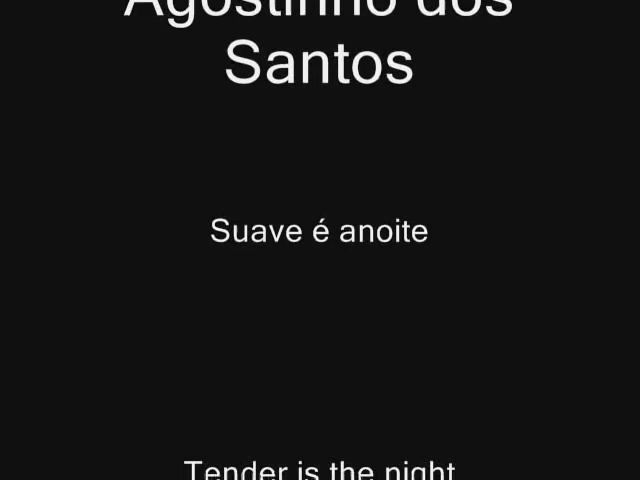 Agostinho dos
Santos
Suave é anoite
Tender is the night